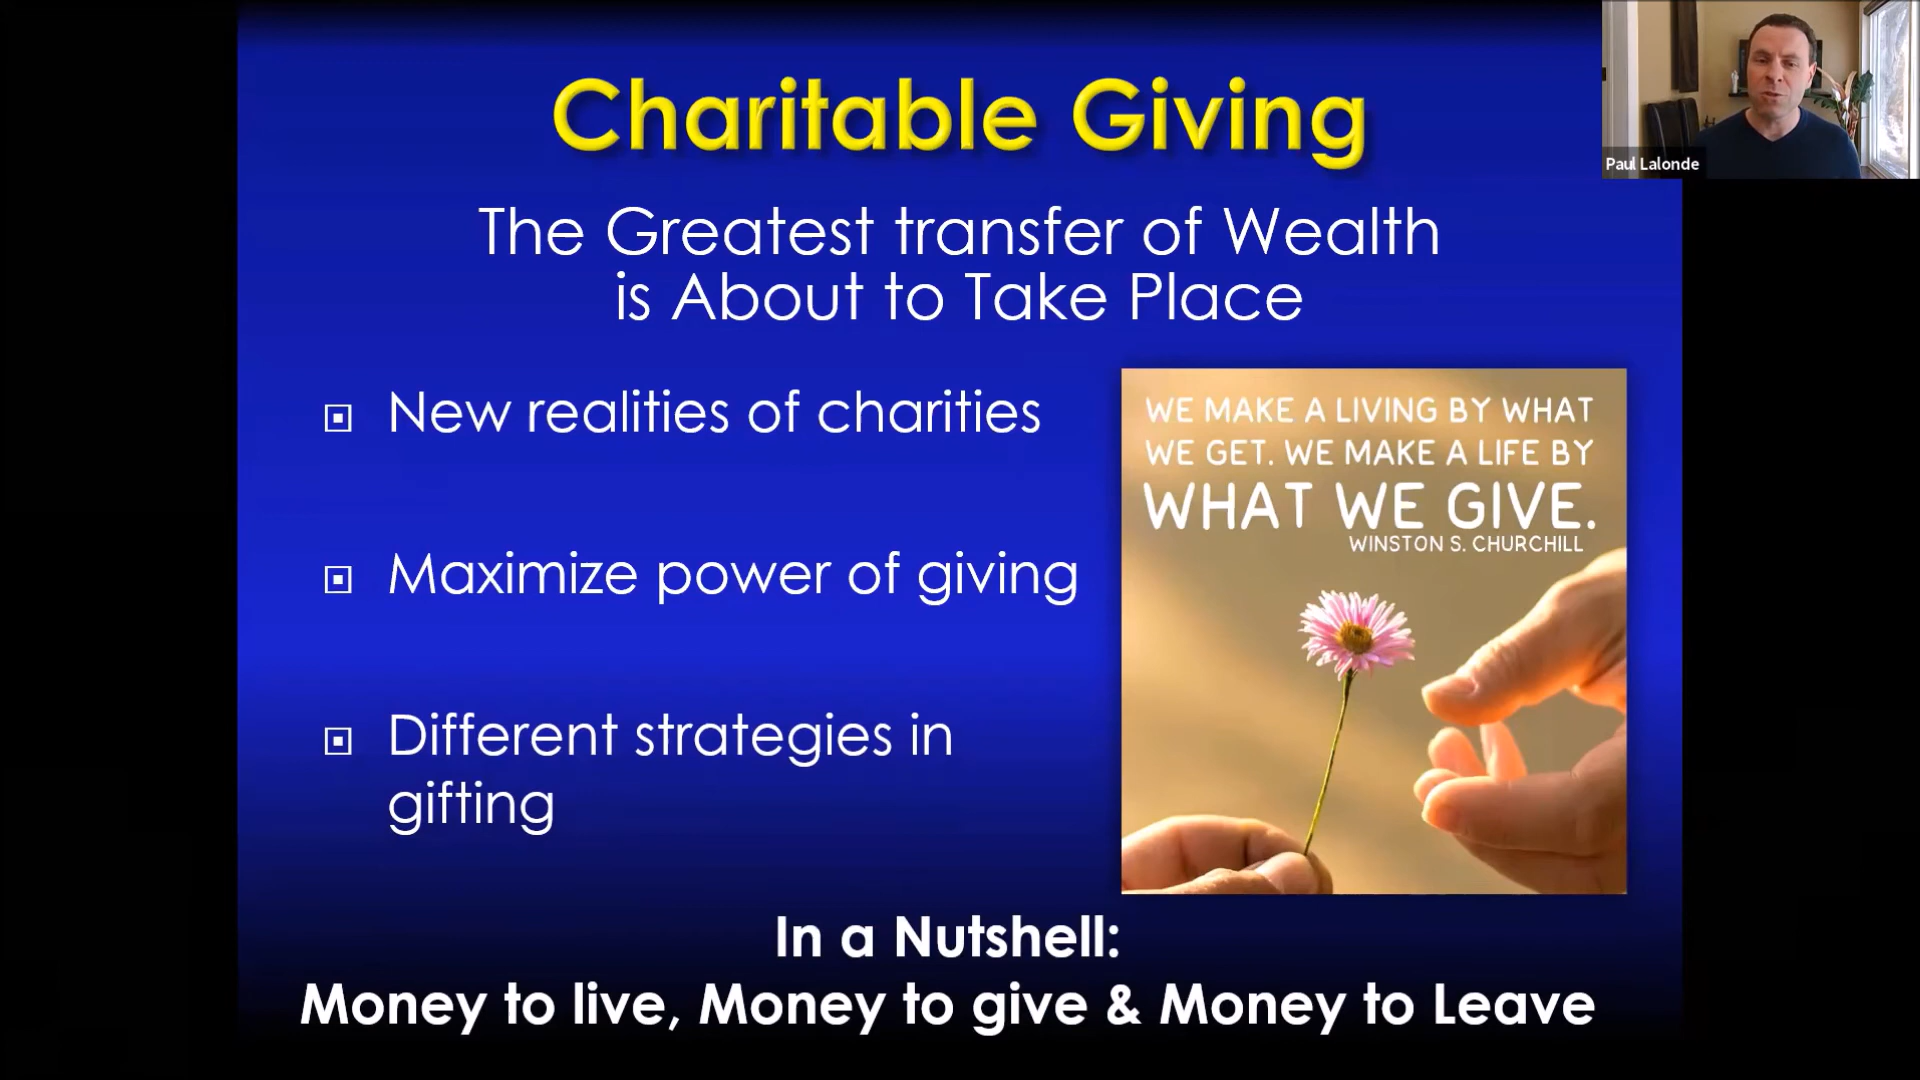 Charitable Giving
Paul Lalonde
The Greatest transfer of Wealth
is About to Take Place
New realities of charities
Maximize power of giving
Different strategies in
gifting
WE MAKE A LIVING BY WHAT
WE GET. WE MAKE A LIFE BY
WHAT WE GIVE.
WINSTON S. CHURCHILL
In a Nutshell:
Money to live, Money to give & Money to Leave